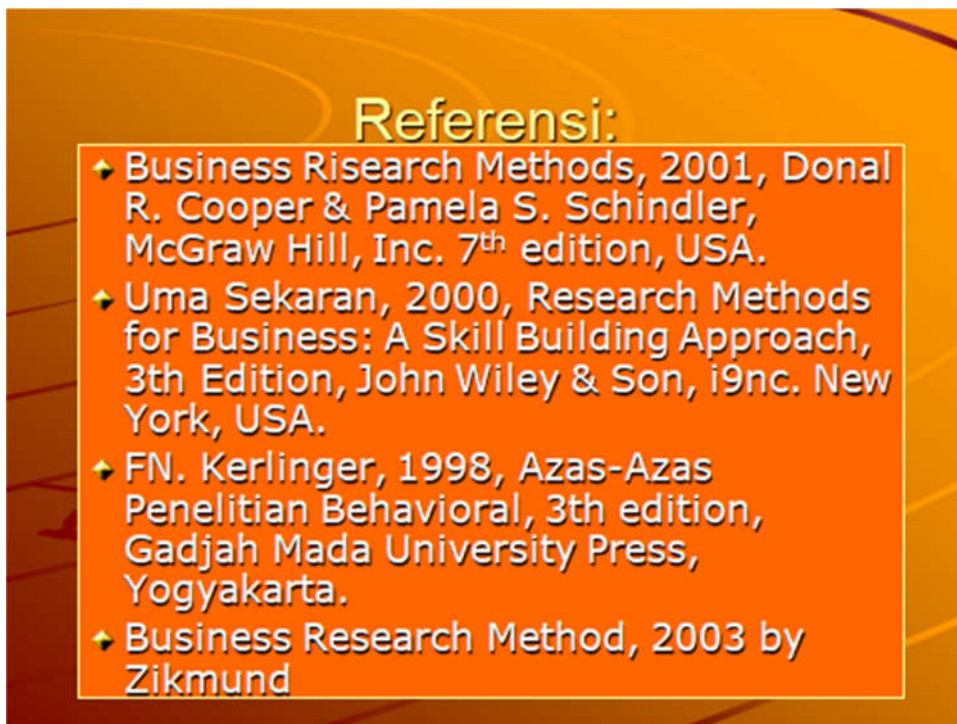 Referensi:
Business Risearch Methods, 2001, Donal
R. Cooper & Pamela S. Schindler,
McGraw Hill, Inc. 7th edition, USA.
Uma Sekaran, 2000, Research Methods
for Business: A Skill Building Approach,
3th Edition, John Wiley & Son, i9nc. New
York, USA.
FN. Kerlinger, 1998, Azas-Azas
Penelitian Behavioral, 3th edition,
Gadjah Mada University Press,
Yogyakarta.
Business Research Method, 2003 by
Zikmund